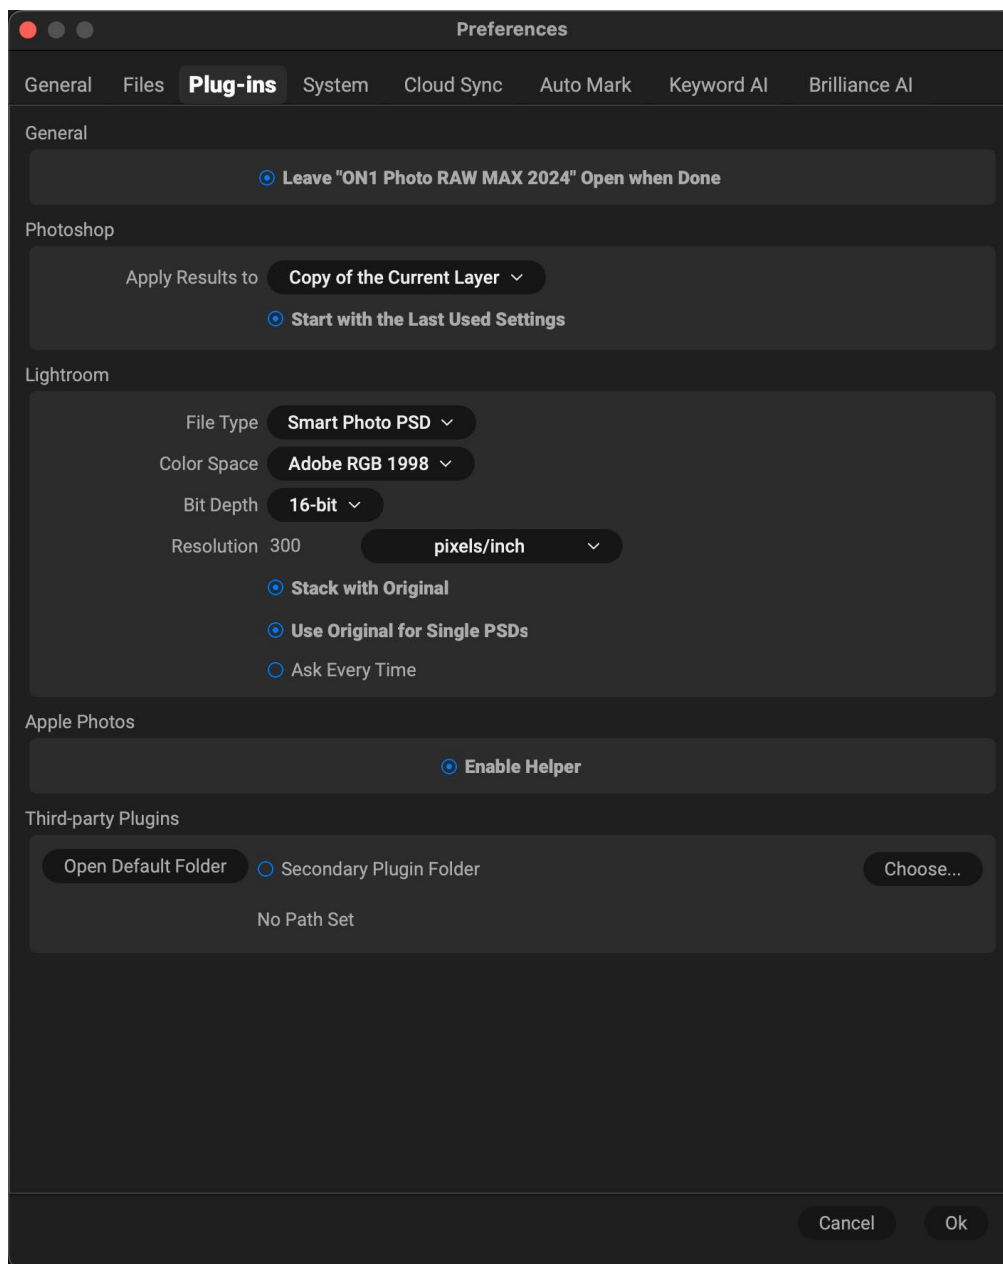 Preferences
General Files Plug-ins System Cloud Sync Auto Mark Keyword AI Brilliance AI
General
Leave "ON1 Photo RAW MAX 2024" Open when Done
Photoshop
Apply Results to Copy of the Current Layer
Start with the Last Used Settings
Lightroom
File Type Smart Photo PSD
Color Space Adobe RGB 1998
Bit Depth 16-bit
Resolution 300 pixels/inch
Stack with Original
Use Original for Single PSDs
Ask Every Time
Apple Photos
Enable Helper
Third-party Plugins
Open Default Folder Secondary Plugin Folder Choose...
No Path Set
Cancel Ok